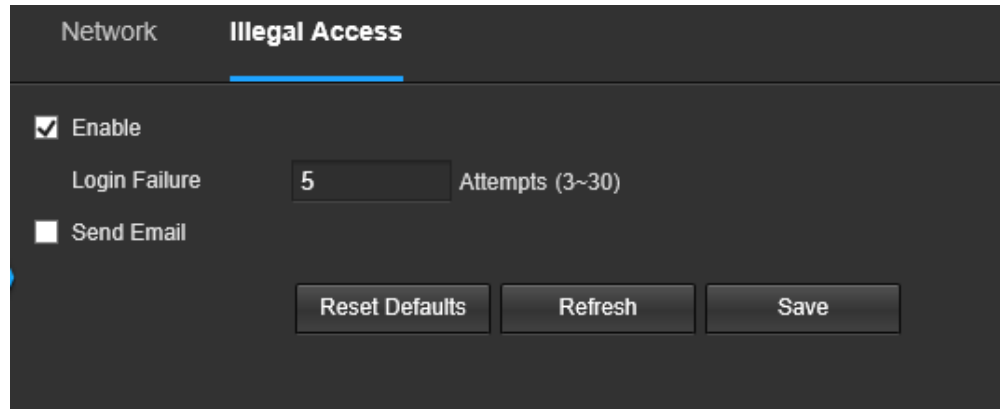 Network Illegal Access
Enable
Login Failure 5 Attempts (3~30)
Send Email
Reset Defaults Refresh Save